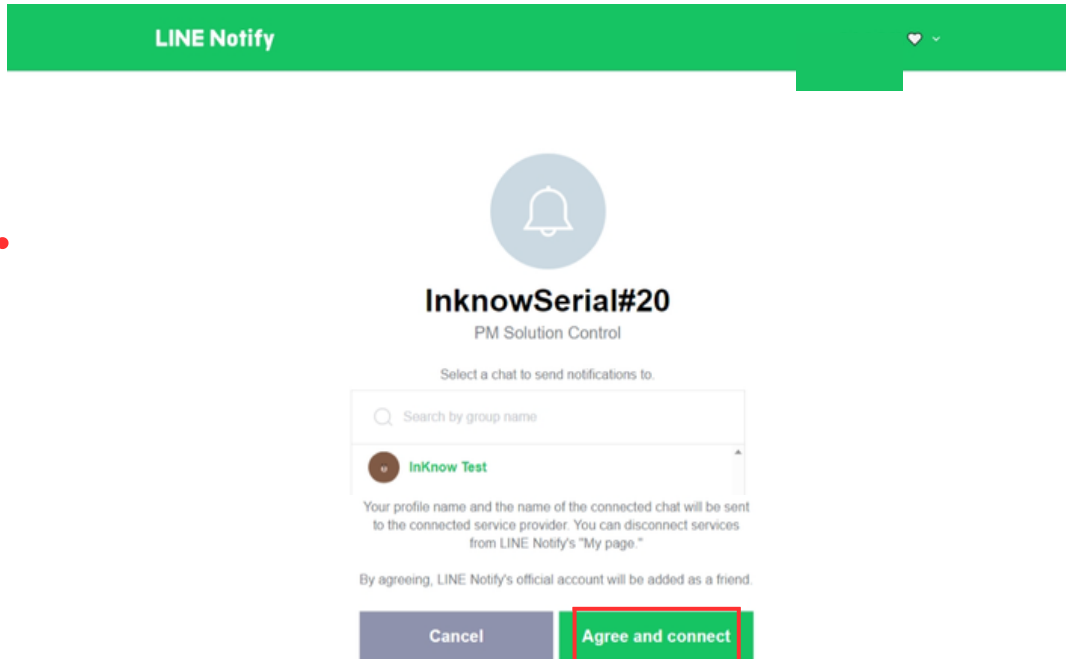 LINE Notify
InknowSerial#20
PM Solution Control
Select a chat to send notifications to.
Search by group name
InKnow Test
Your profile name and the name of the connected chat will be sent
to the connected service provider. You can disconnect services
from LINE Notify's "My page."
By agreeing, LINE Notify's official account will be added as a friend.
Cancel
Agree and connect